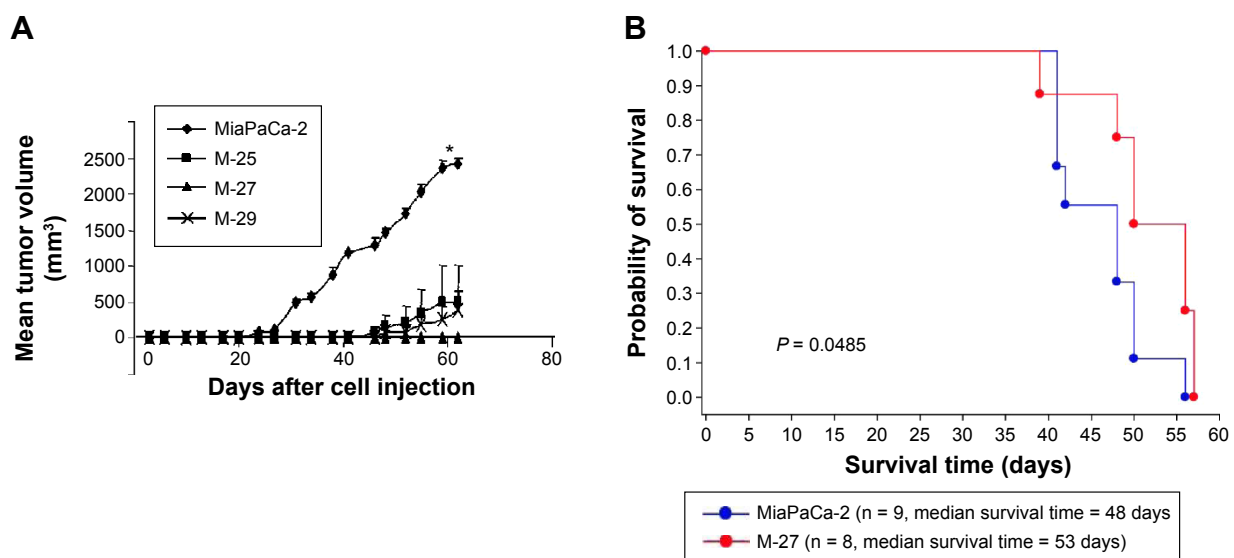 A
MiaPaCa-2
M-25
M-27
M-29
Mean tumor volume
(mm³)
2500
2000
1500
1000
500
0
0 20 40 60 80
*
Days after cell injection
B
Probability of survival
1.0
0.9
0.8
0.7
0.6
0.5
0.4
0.3
0.2
0.1
0.0
P = 0.0485
0 5 10 15 20 25 30 35 40 45 50 55 60
Survival time (days)
MiaPaCa-2 (n = 9, median survival time = 48 days
M-27 (n = 8, median survival time = 53 days)